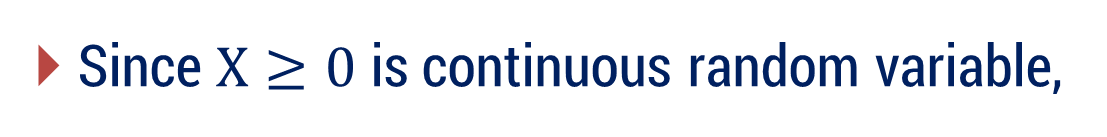 Since X ≥ 0 is continuous random variable,